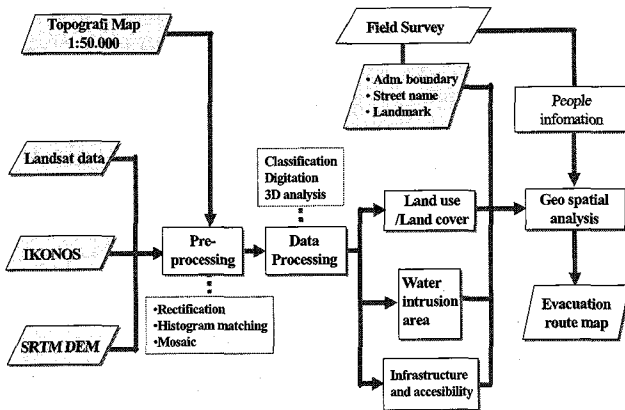 Topografi Map
1:50.000
Field Survey
• Adm. boundary
• Street name
• Landmark
People
infomation
Landsat data
Classification
Digitation
3D analysis
IKONOS
Pre-
processing
Data
Processing
Land use
/Land cover
Geo spatial
analysis
•Rectification
•Histogram matching
•Mosaic
Water
intrusion
area
Evacuation
route map
SRTM DEM
Infrastructure
and accesibility